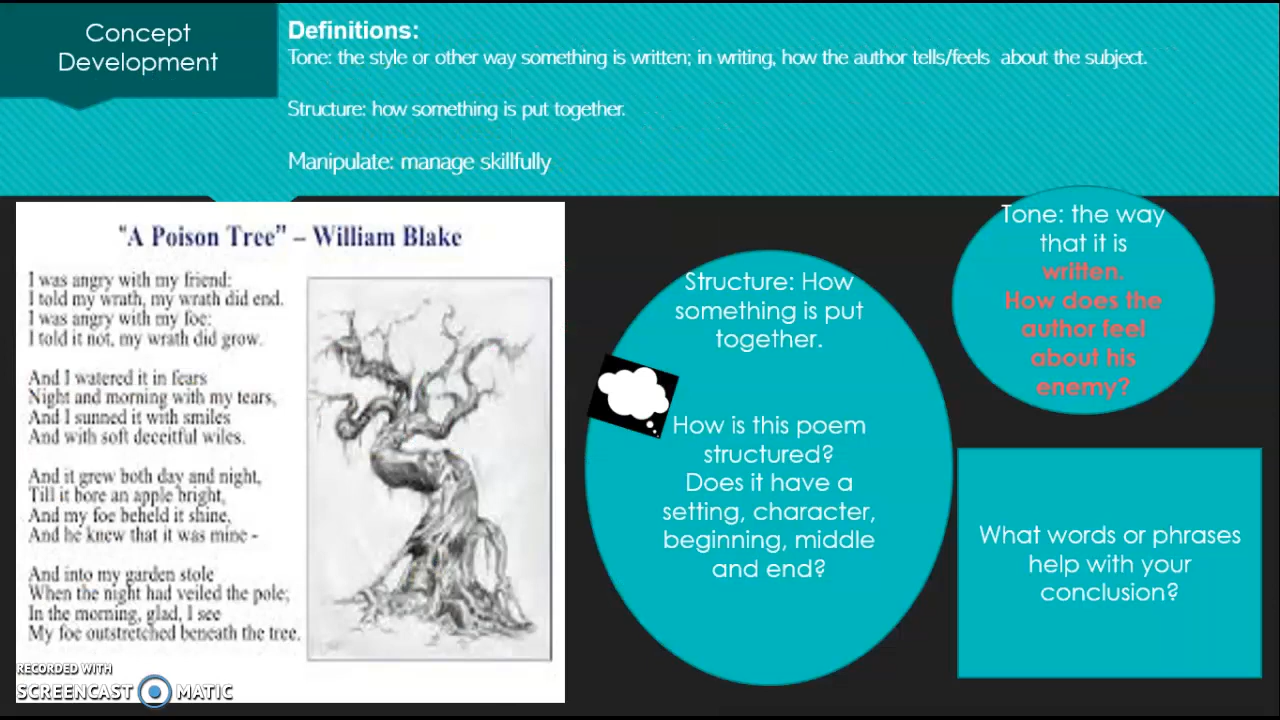 Concept
Development
Definitions:
Tone: the style or other way something is written; in writing, how the author tells/feels about the subject.
Structure: how something is put together.
Manipulate: manage skillfully
"A Poison Tree" – William Blake
I was angry with my friend:
I told my wrath, my wrath did end.
I was angry with my foe:
I told it not, my wrath did grow.
And I watered it in fears
Night and morning with my tears,
And I sunned it with smiles
And with soft deceitful wiles.
And it grew both day and night,
Till it bore an apple bright,
And my foe beheld it shine,
And he knew that it was mine -
And into my garden stole
When the night had veiled the pole;
In the morning, glad, I see
My foe outstretched beneath the tree.
RECORDED WITH
SCREENCAST MATIC
Structure: How
something is put
together.
How is this poem
structured?
Does it have a
setting, character,
beginning, middle
and end?
Tone: the way
that it is
written.
How does the
author feel
about his
enemy?
What words or phrases
help with your
conclusion?